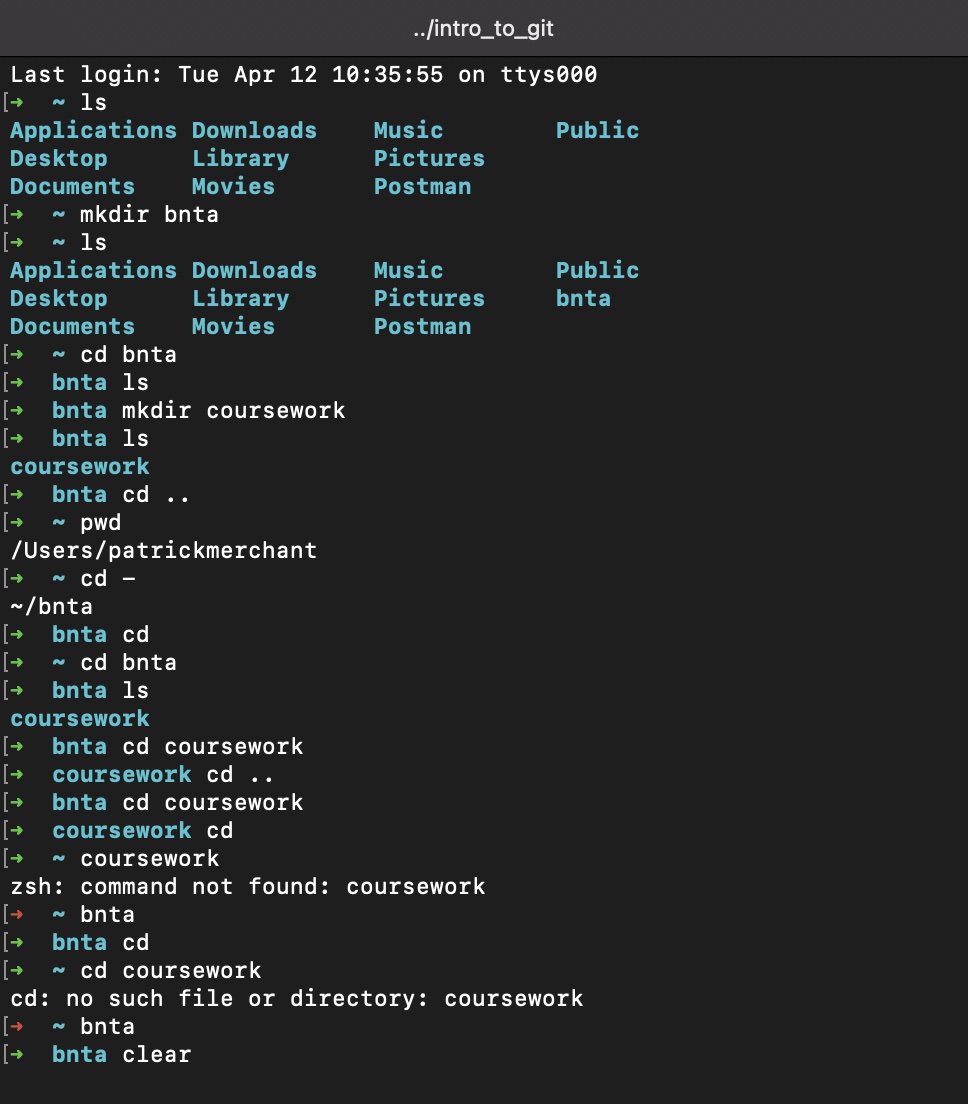 ../intro_to_git
Last login: Tue Apr 12 10:35:55 on ttys000
[➜  ~ ls
Applications Downloads    Music        Public
Desktop      Library      Pictures
Documents    Movies       Postman
[➜  ~ mkdir bnta
[➜  ~ ls
Applications Downloads    Music        Public
Desktop      Library      Pictures     bnta
Documents    Movies       Postman
[➜  ~ cd bnta
[➜  bnta ls
[➜  bnta mkdir coursework
[➜  bnta ls
coursework
[➜  bnta cd ..
[➜  ~ pwd
/Users/patrickmerchant
[➜  ~ cd -
~/bnta
[➜  bnta cd
[➜  ~ cd bnta
[➜  bnta ls
coursework
[➜  bnta cd coursework
[➜  coursework cd ..
[➜  bnta cd coursework
[➜  coursework cd
[➜  ~ coursework
zsh: command not found: coursework
[➜  ~ bnta
[➜  bnta cd
[➜  ~ cd coursework
cd: no such file or directory: coursework
[➜  ~ bnta
[➜  bnta clear